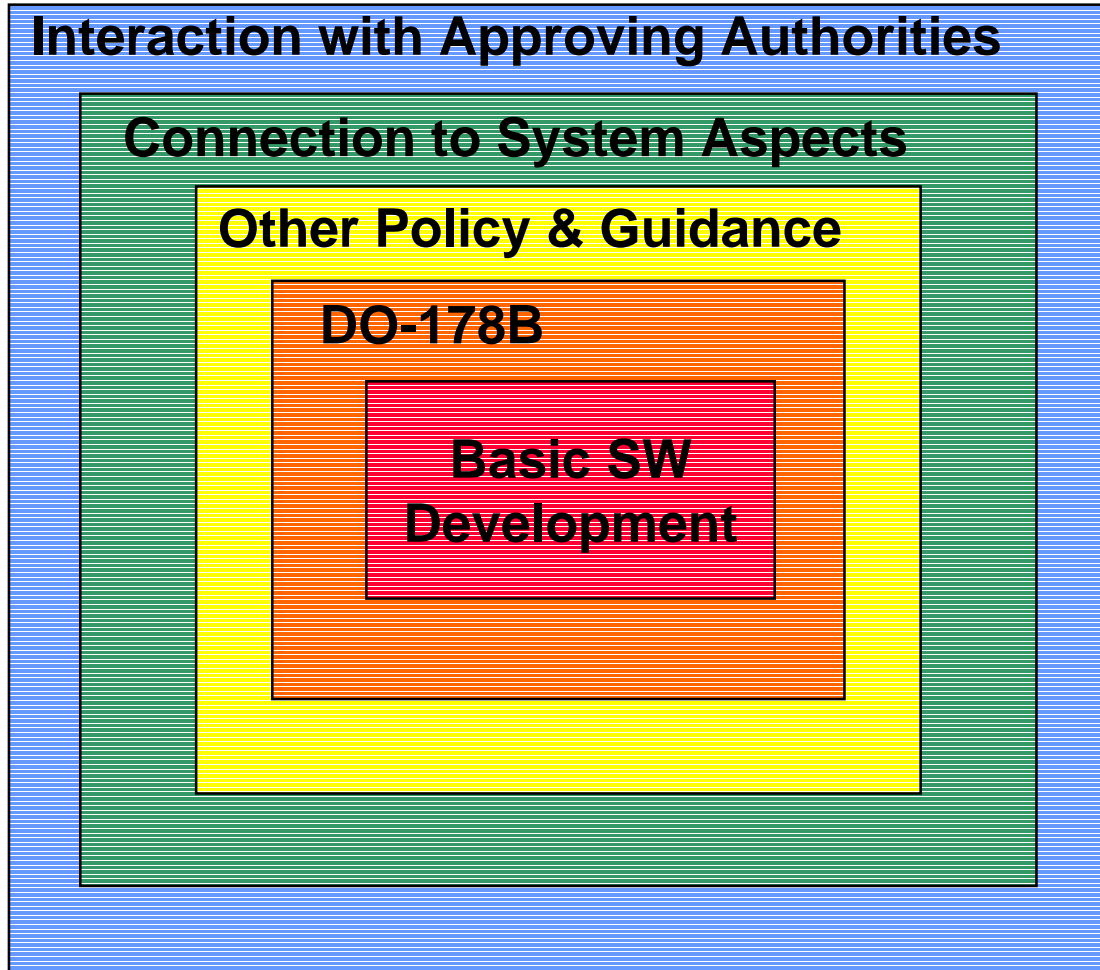 Interaction with Approving Authorities
Connection to System Aspects
Other Policy & Guidance
DO-178B
Basic SW
Development